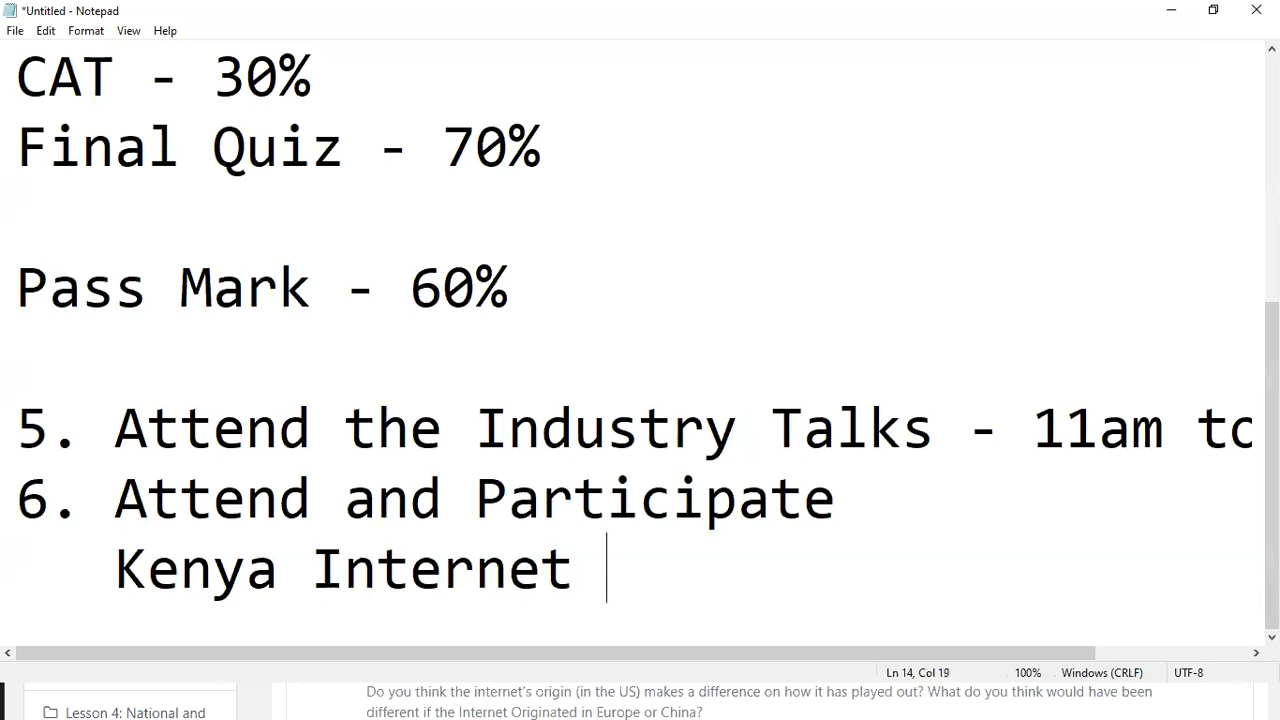 *Untitled - Notepad
File Edit Format View Help
CAT - 30%
Final Quiz - 70%
Pass Mark - 60%
5. Attend the Industry Talks - 11am to
6. Attend and Participate
Kenya Internet
Ln 14, Col 19 100% Windows (CRLF) UTF-8
Do you think the internet's origin (in the US) makes a difference on how it has played out? What do you think would have been
different if the Internet Originated in Europe or China?
Lesson 4: National and